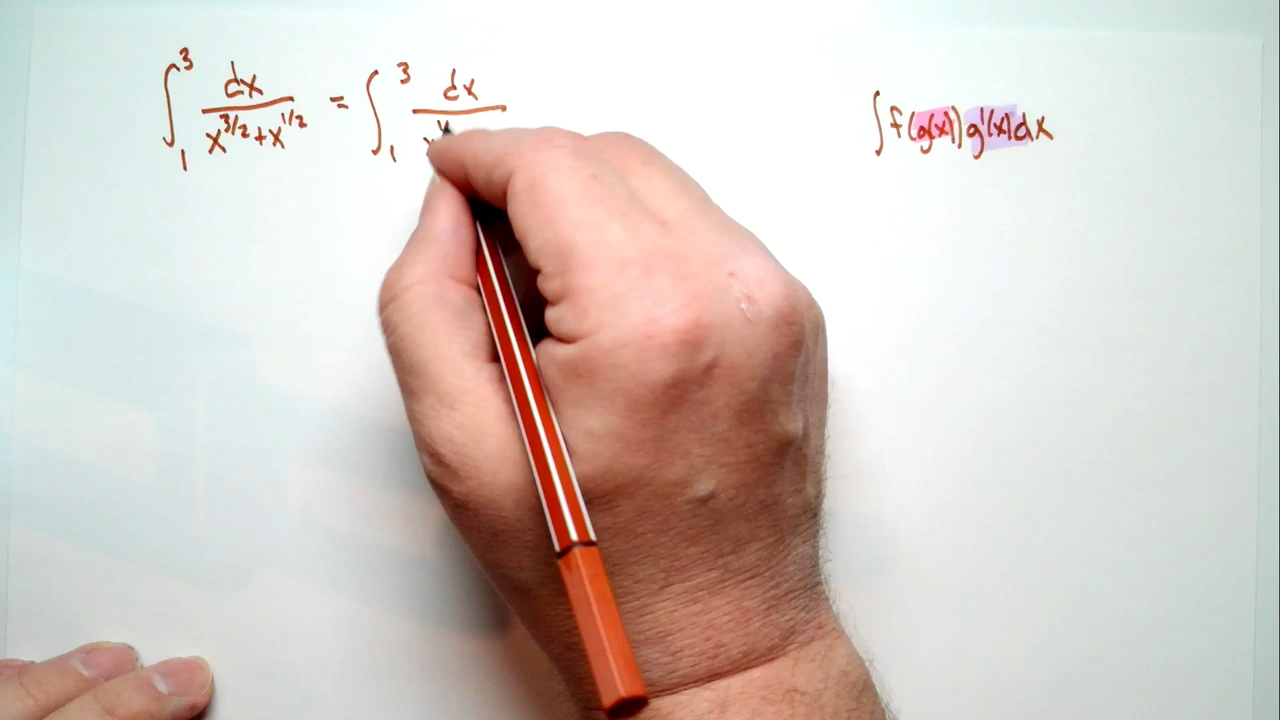 ∫₁³ dx/(x^{3/2}+x^{1/2}) = ∫₁³ dx/
∫f(g(x))g'(x)dx